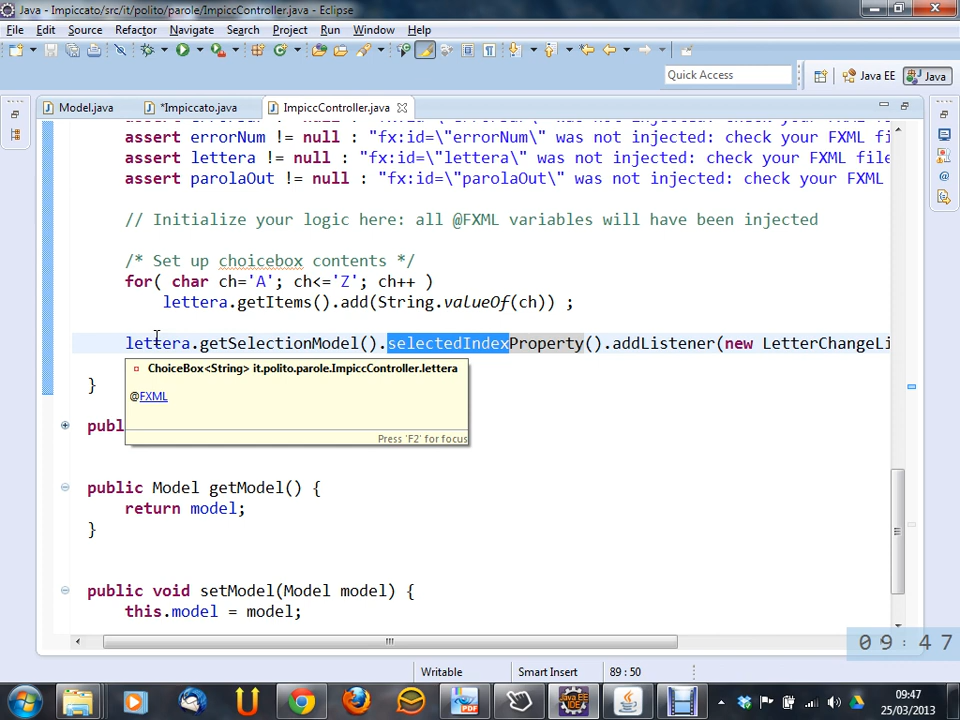 Java - Impiccato/src/it/polito/parole/ImpiccController.java - Eclipse
File Edit Source Refactor Navigate Search Project Run Window Help
Quick Access
Java EE
Java
Model.java
*Impiccato.java
ImpiccController.java
assert errorNum != null : "fx:id=\"errorNum\" was not injected: check your FXML fi
assert lettera != null : "fx:id=\"lettera\" was not injected: check your FXML file
assert parolaOut != null : "fx:id=\"parolaOut\" was not injected: check your FXML
// Initialize your logic here: all @FXML variables will have been injected
/* Set up choicebox contents */
for( char ch='A'; ch<='Z'; ch++ )
lettera.getItems().add(String.valueOf(ch)) ;
lettera.getSelectionModel().selectedIndexProperty().addListener(new LetterChangeLi
ChoiceBox<String> it.polito.parole.ImpiccController.lettera
}
@FXML
publ
Press 'F2' for focus
public Model getModel() {
return model;
}
public void setModel(Model model) {
this.model = model;
09:47
Writable
Smart Insert
89 : 50
09:47
25/03/2013